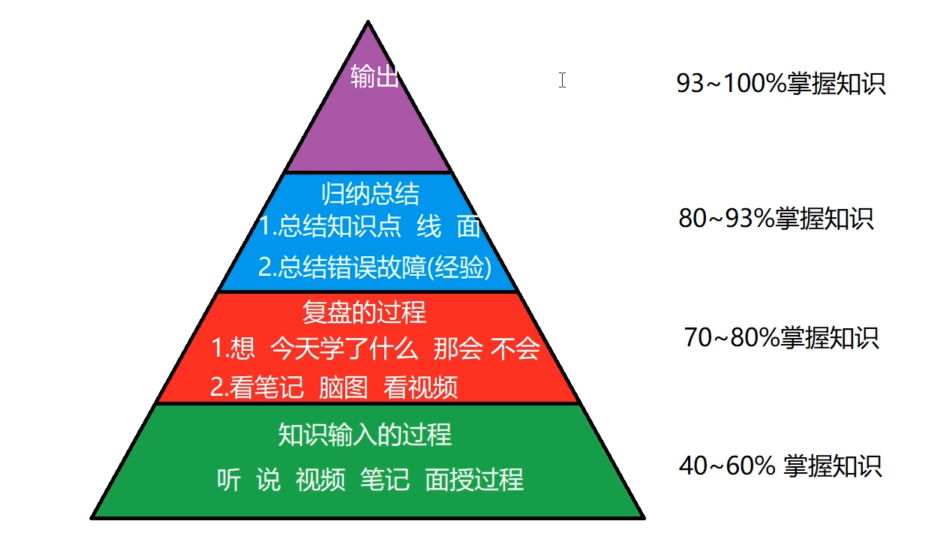 输出
93~100%掌握知识
归纳总结
1.总结知识点 线 面
2.总结错误故障(经验)
80~93%掌握知识
复盘的过程
1.想 今天学了什么 那会 不会
2.看笔记 脑图 看视频
70~80%掌握知识
知识输入的过程
听 说 视频 笔记 面授过程
40~60% 掌握知识